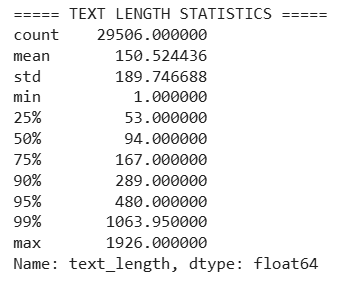 ===== TEXT LENGTH STATISTICS =====
count    29506.000000
mean       150.524436
std        189.746688
min          1.000000
25%         53.000000
50%         94.000000
75%        167.000000
90%        289.000000
95%        480.000000
99%       1063.950000
max       1926.000000
Name: text_length, dtype: float64